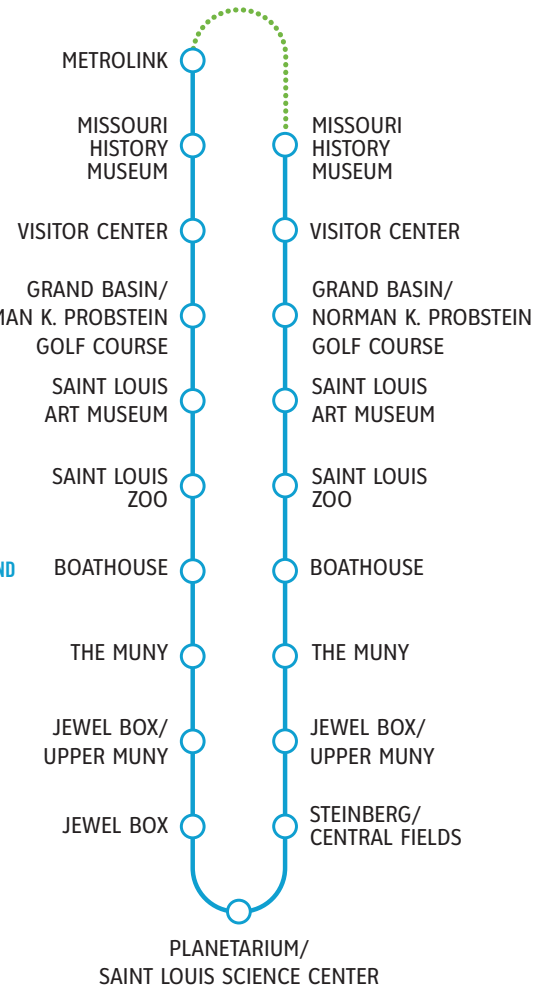 METROLINK
MISSOURI
HISTORY
MUSEUM
VISITOR CENTER
GRAND BASIN/
K. PROBSTEIN
GOLF COURSE
SAINT LOUIS
ART MUSEUM
SAINT LOUIS
ZOO
BOATHOUSE
THE MUNY
JEWEL BOX/
UPPER MUNY
JEWEL BOX
MISSOURI
HISTORY
MUSEUM
VISITOR CENTER
GRAND BASIN/
NORMAN K. PROBSTEIN
GOLF COURSE
SAINT LOUIS
ART MUSEUM
SAINT LOUIS
ZOO
BOATHOUSE
THE MUNY
JEWEL BOX/
UPPER MUNY
STEINBERG/
CENTRAL FIELDS
PLANETARIUM/
SAINT LOUIS SCIENCE CENTER